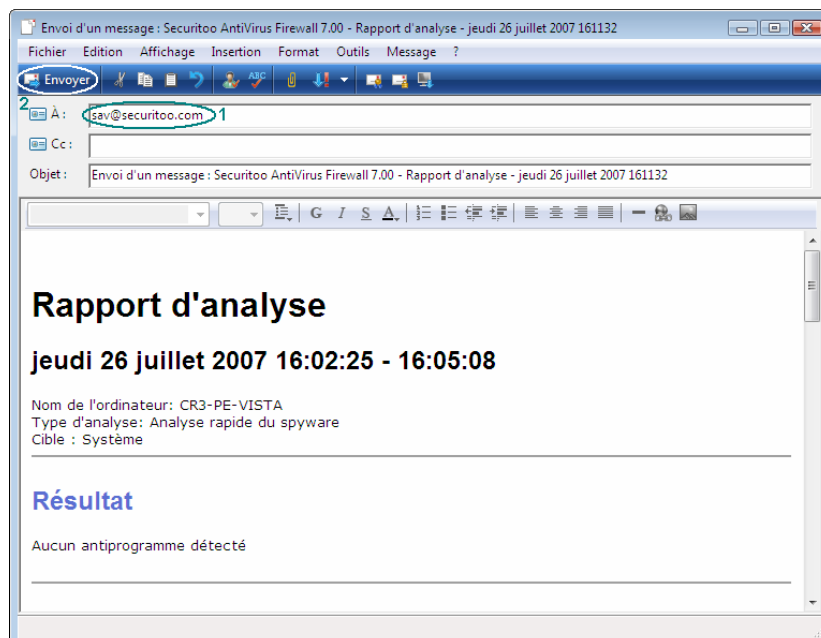 Envoi d'un message : Securitoo AntiVirus Firewall 7.00 - Rapport d'analyse - jeudi 26 juillet 2007 161132
Fichier Edition Affichage Insertion Format Outils Message ?
Envoyer ABC
2 À : sav@securitoo.com 1
Cc :
Objet : Envoi d'un message : Securitoo AntiVirus Firewall 7.00 - Rapport d'analyse - jeudi 26 juillet 2007 161132
G I S A
Rapport d'analyse
jeudi 26 juillet 2007 16:02:25 - 16:05:08
Nom de l'ordinateur: CR3-PE-VISTA
Type d'analyse: Analyse rapide du spyware
Cible : Système
Résultat
Aucun antiprogramme détecté